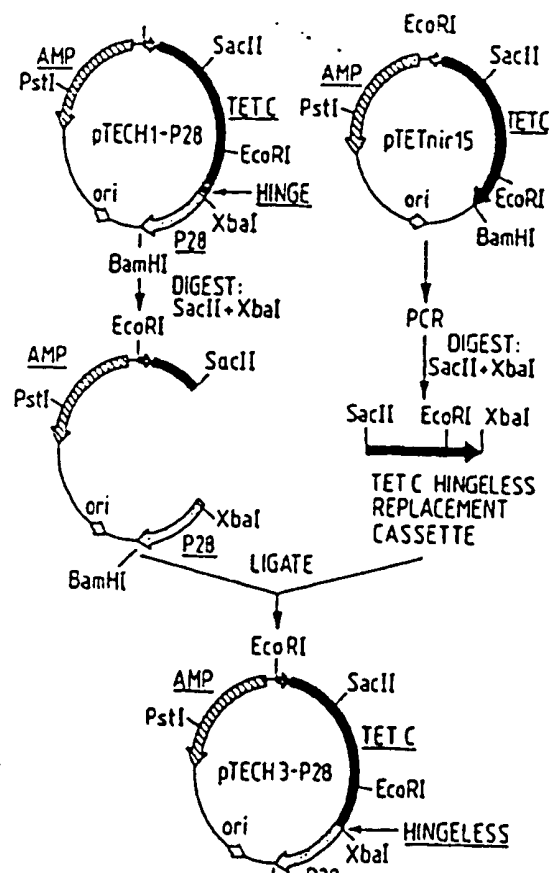 AMP
SacII
PstI
TETC
pTECH1-P28
EcoRI
HINGE
ori
XbaI
P28
BamHI
EcoRI
SacII
AMP
PstI
TETC
pTETnir15
ori
EcoRI
BamHI
DIGEST:
SacII+XbaI
PCR
DIGEST:
SacII+XbaI
EcoRI
SacII
AMP
PstI
ori
XbaI
P28
BamHI
SacII EcoRI XbaI
TET C HINGELESS
REPLACEMENT
CASSETTE
LIGATE
EcoRI
AMP
SacII
PstI
TETC
pTECH3-P28
EcoRI
ori
HINGELESS
XbaI
P28